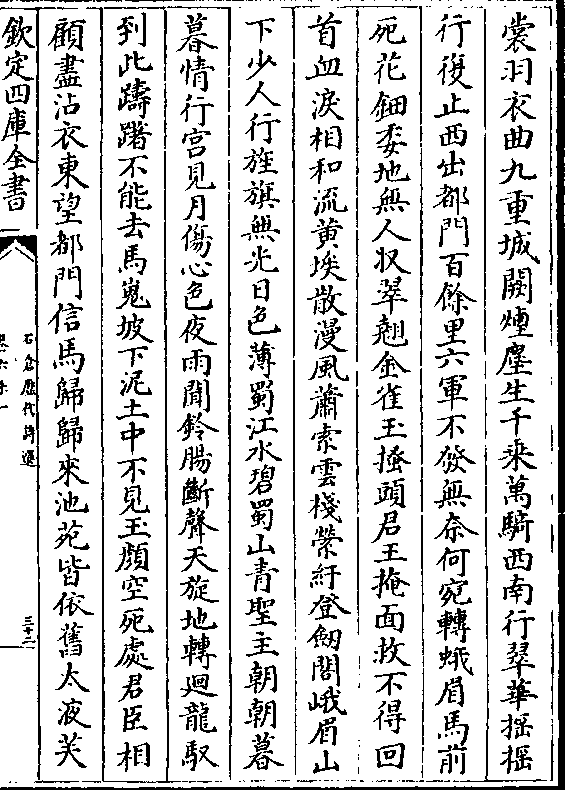 裳羽衣曲九重城闕煙塵生千乘萬騎西南行翠華揺揺
行復止西出都門百餘里六軍不發無奈何宛轉蛾眉馬前
死花鈿委地無人収翠翹金雀玉搔頭君王掩面救不得回
首血淚相和流黄埃散漫風蕭索雲棧縈紆登劔閣峨眉山
下少人行旌旗無光日色薄蜀江水碧蜀山青聖主朝朝暮
暮情行宫見月傷心色夜雨聞鈴腸斷聲天旋地轉迴龍馭
到此躊躇不能去馬嵬坡下泥土中不見玉顔空死處君臣相
顧盡沾衣東望都門信馬歸歸來池苑皆依舊太液芙
欽定四庫全書
石倉歴代詩選
三十二